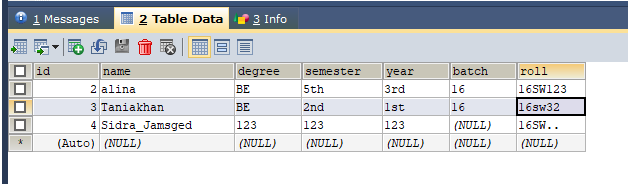 1 Messages 2 Table Data 3 Info
id name degree semester year batch roll
2 alina BE 5th 3rd 16 16SW123
3 Taniakhan BE 2nd 1st 16 16sw32
4 Sidra_Jamsged 123 123 123 (NULL) 16SW..
* (Auto) (NULL) (NULL) (NULL) (NULL) (NULL) (NULL)